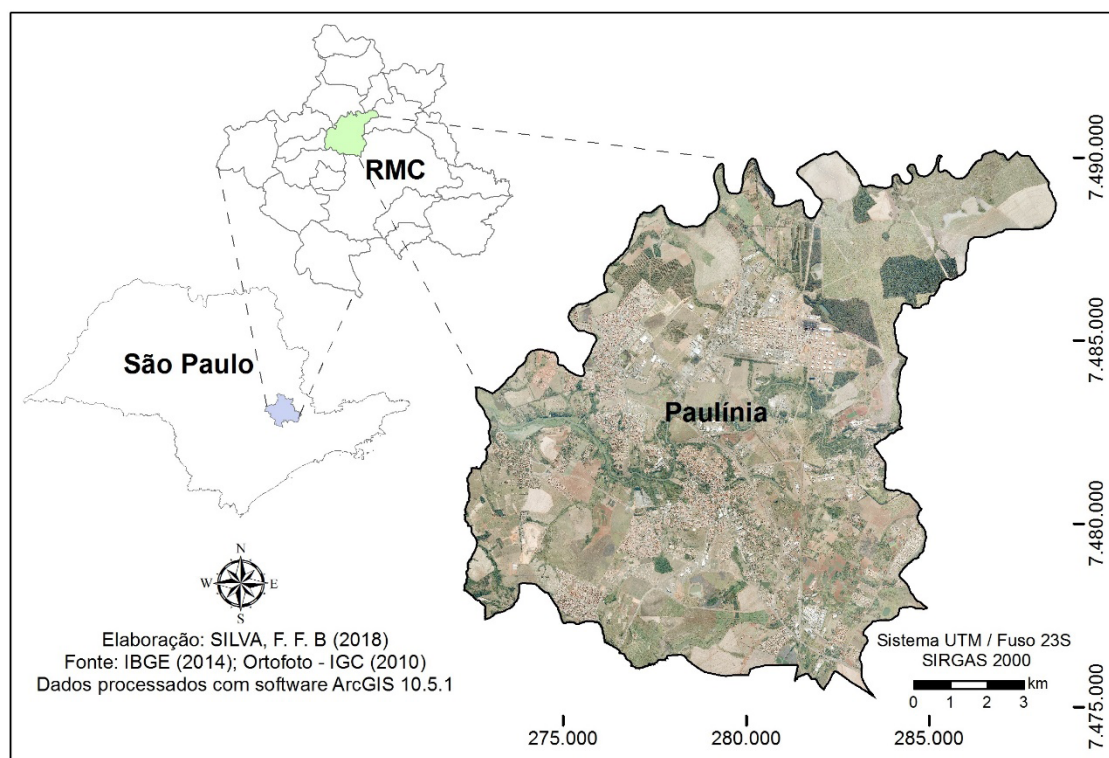 RMC
São Paulo
Paulínia
N
W
E
S
Elaboração: SILVA, F. F. B (2018)
Fonte: IBGE (2014); Ortofoto - IGC (2010)
Dados processados com software ArcGIS 10.5.1
Sistema UTM / Fuso 23S
SIRGAS 2000
km
0 1 2 3
7.490.000
7.485.000
7.480.000
7.475.000
275.000 280.000 285.000